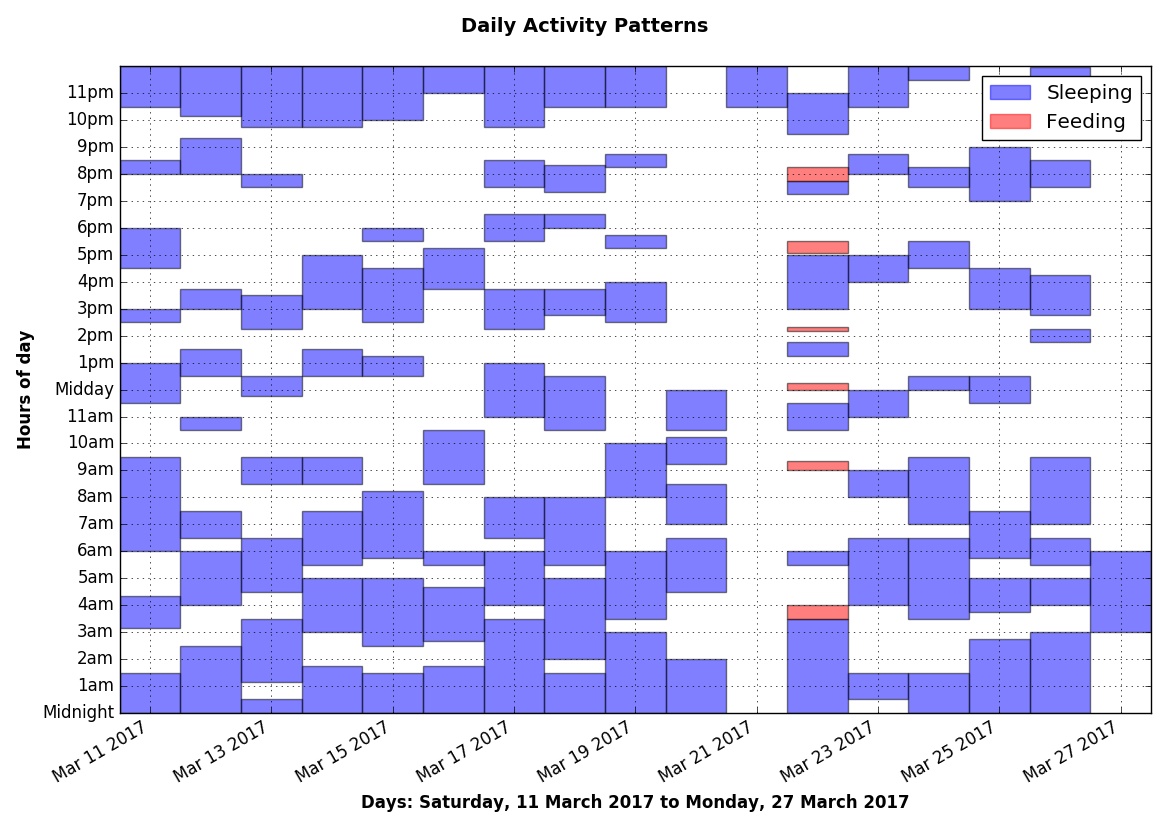 Daily Activity Patterns
11pm
10pm
9pm
8pm
7pm
6pm
5pm
4pm
3pm
2pm
1pm
Midday
11am
10am
9am
8am
7am
6am
5am
4am
3am
2am
1am
Midnight
Hours of day
Sleeping
Feeding
Mar 11 2017
Mar 13 2017
Mar 15 2017
Mar 17 2017
Mar 19 2017
Mar 21 2017
Mar 23 2017
Mar 25 2017
Mar 27 2017
Days: Saturday, 11 March 2017 to Monday, 27 March 2017